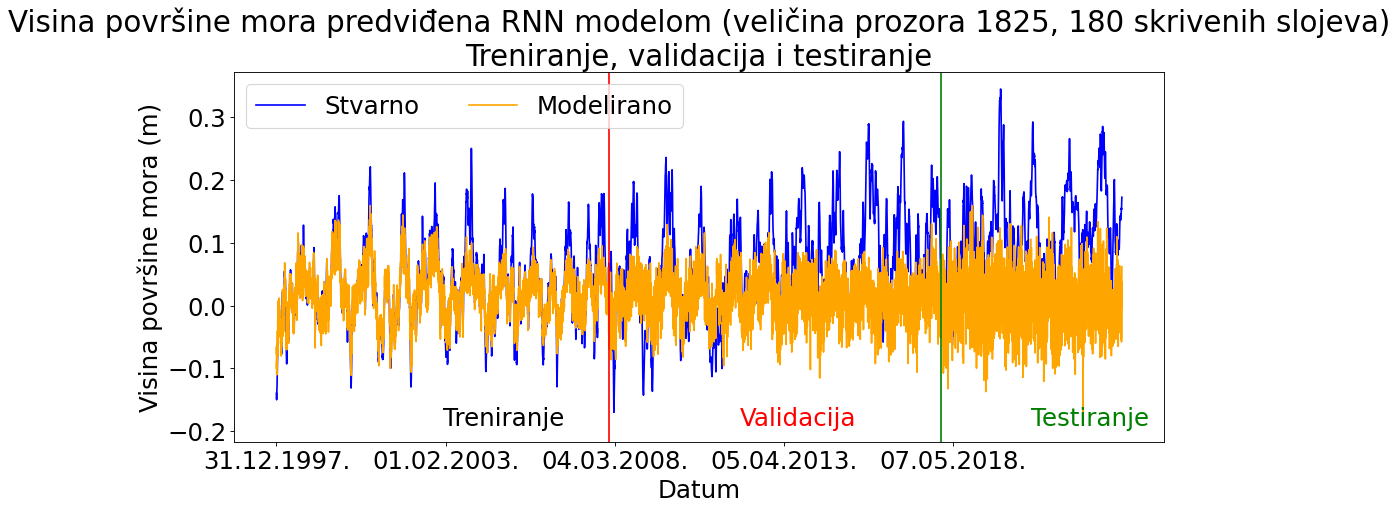 Visina površine mora predviđena RNN modelom (veličina prozora 1825, 180 skrivenih slojeva)
Treniranje, validacija i testiranje
Stvarno Modelirano
Visina površine mora (m)
0.3
0.2
0.1
0.0
−0.1
−0.2
Treniranje Validacija Testiranje
31.12.1997. 01.02.2003. 04.03.2008. 05.04.2013. 07.05.2018.
Datum